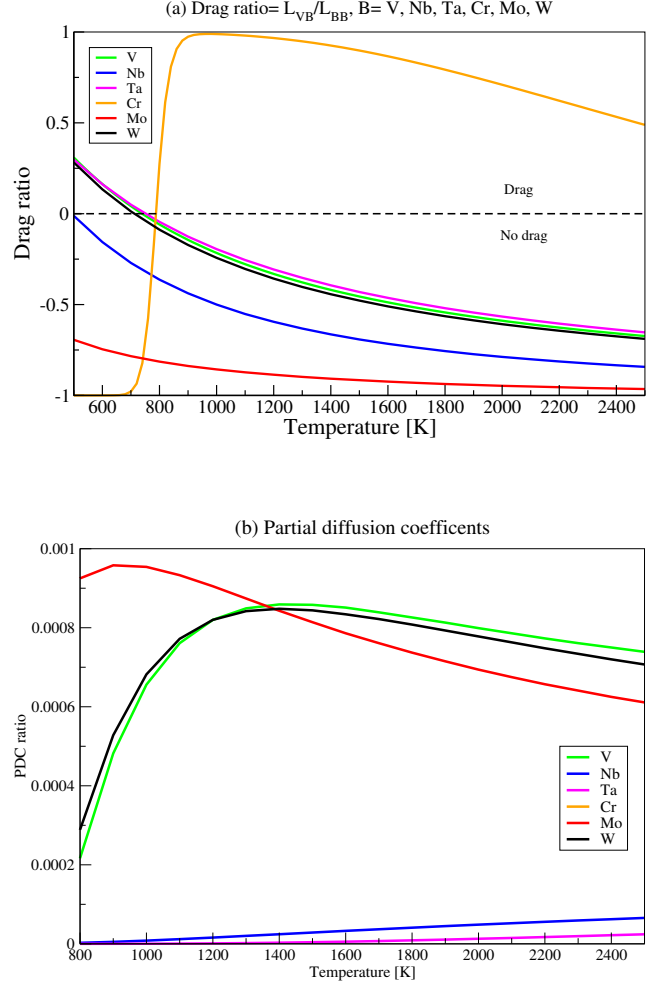 (a) Drag ratio= L_VB/L_BB, B= V, Nb, Ta, Cr, Mo, W
1
0.5
0
-0.5
-1
Drag ratio
V
Nb
Ta
Cr
Mo
W
Drag
No drag
600 800 1000 1200 1400 1600 1800 2000 2200 2400
Temperature [K]
(b) Partial diffusion coefficents
0.001
0.0008
0.0006
0.0004
0.0002
0
PDC ratio
V
Nb
Ta
Cr
Mo
W
800 1000 1200 1400 1600 1800 2000 2200 2400
Temperature [K]